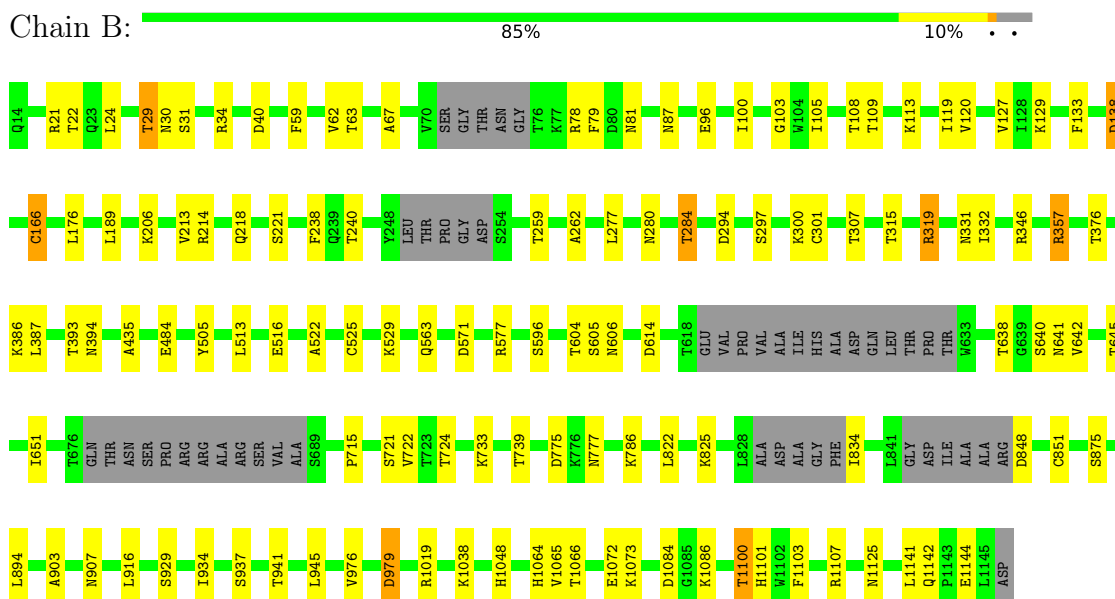 Chain B:
85% 10% • •
Q14 R21 T22 Q23 L24 T29 N30 S31 R34 D40 F59 V62 T63 A67 V70 SER GLY THR ASN GLY T76 K77 R78 F79 D80 N81 N87 E96 I100 G103 W104 I105 T108 T109 K113 I119 V120 V127 I128 K129 F133
C166 L176 L189 K206 V213 R214 Q218 S221 F238 Q239 T240 Y248 LEU THR PRO GLY ASP S254 T259 A262 L277 N280 T284 D294 S297 K300 C301 T307 T315 R319 N331 I332 R346 R357 T376
K386 L387 T393 N394 A435 E484 Y505 L513 E516 A522 C525 K529 Q563 D571 R577 S596 T604 S605 N606 D614 T618 GLU VAL PRO VAL ALA ILE HIS ALA ASP GLN LEU THR PRO THR W633 T638 G639 S640 N641 V642 T645
I651 T676 GLN THR ASN SER PRO ARG ARG ALA ARG SER VAL ALA S689 P715 S721 V722 T723 T724 K733 T739 D775 K776 N777 K786 L822 K825 L828 ALA ASP ALA GLY PHE I834 L841 GLY ASP ILE ALA ALA ARG D848 C851 S875
L894 A903 N907 L916 S929 I934 S937 T941 L945 V976 D979 R1019 K1038 H1048 H1064 V1065 T1066 E1072 K1073 D1084 G1085 K1086 T1100 H1101 W1102 F1103 R1107 N1125 L1141 Q1142 P1143 E1144 L1145 ASP